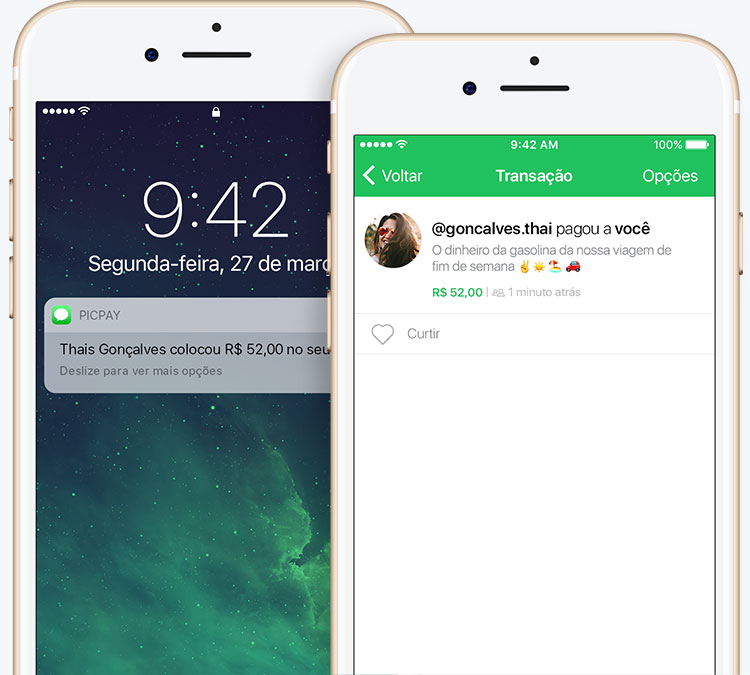 9:42
Segunda-feira, 27 de març
PICPAY
Thais Gonçalves colocou R$ 52,00 no seu
Deslize para ver mais opções
9:42 AM
100%
Voltar
Transação
Opções
@goncalves.thai pagou a você
O dinheiro da gasolina da nossa viagem de
fim de semana ✌️☀️🏖️🚗
R$ 52,00 | 1 minuto atrás
Curtir